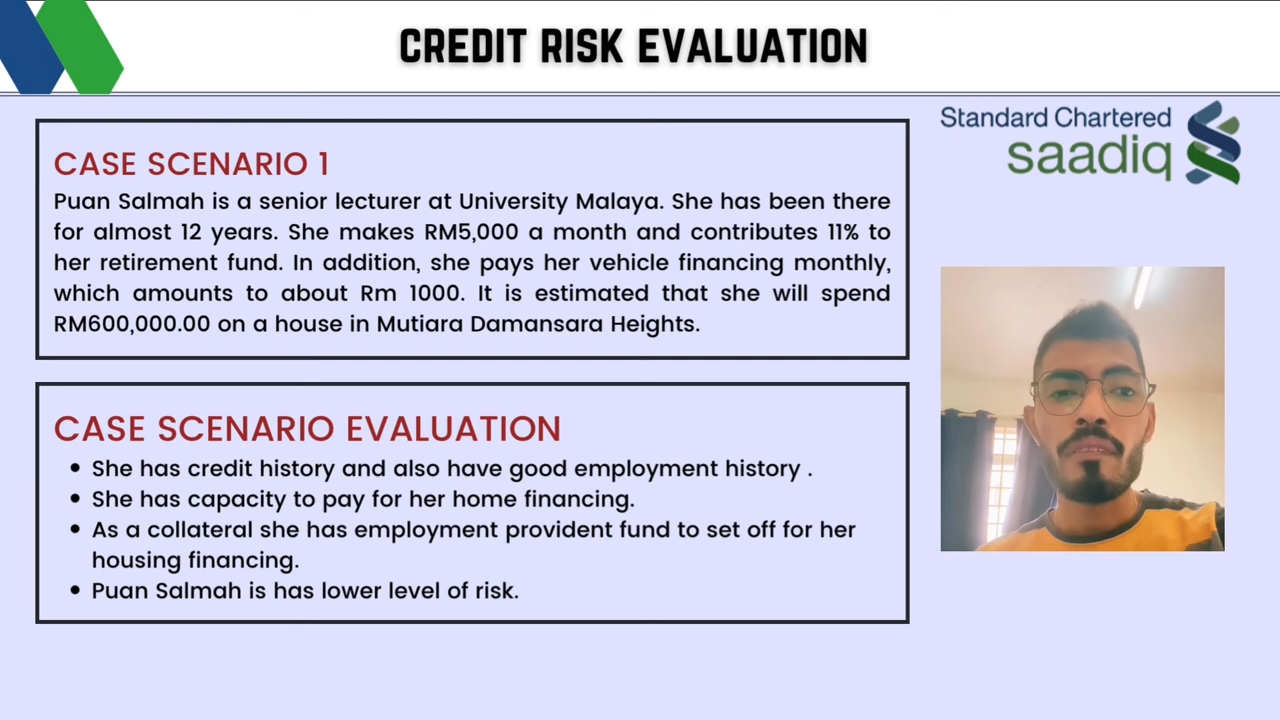 CREDIT RISK EVALUATION
Standard Chartered
saadiq
CASE SCENARIO 1
Puan Salmah is a senior lecturer at University Malaya. She has been there
for almost 12 years. She makes RM5,000 a month and contributes 11% to
her retirement fund. In addition, she pays her vehicle financing monthly,
which amounts to about Rm 1000. It is estimated that she will spend
RM600,000.00 on a house in Mutiara Damansara Heights.
CASE SCENARIO EVALUATION
• She has credit history and also have good employment history .
• She has capacity to pay for her home financing.
• As a collateral she has employment provident fund to set off for her
housing financing.
• Puan Salmah is has lower level of risk.